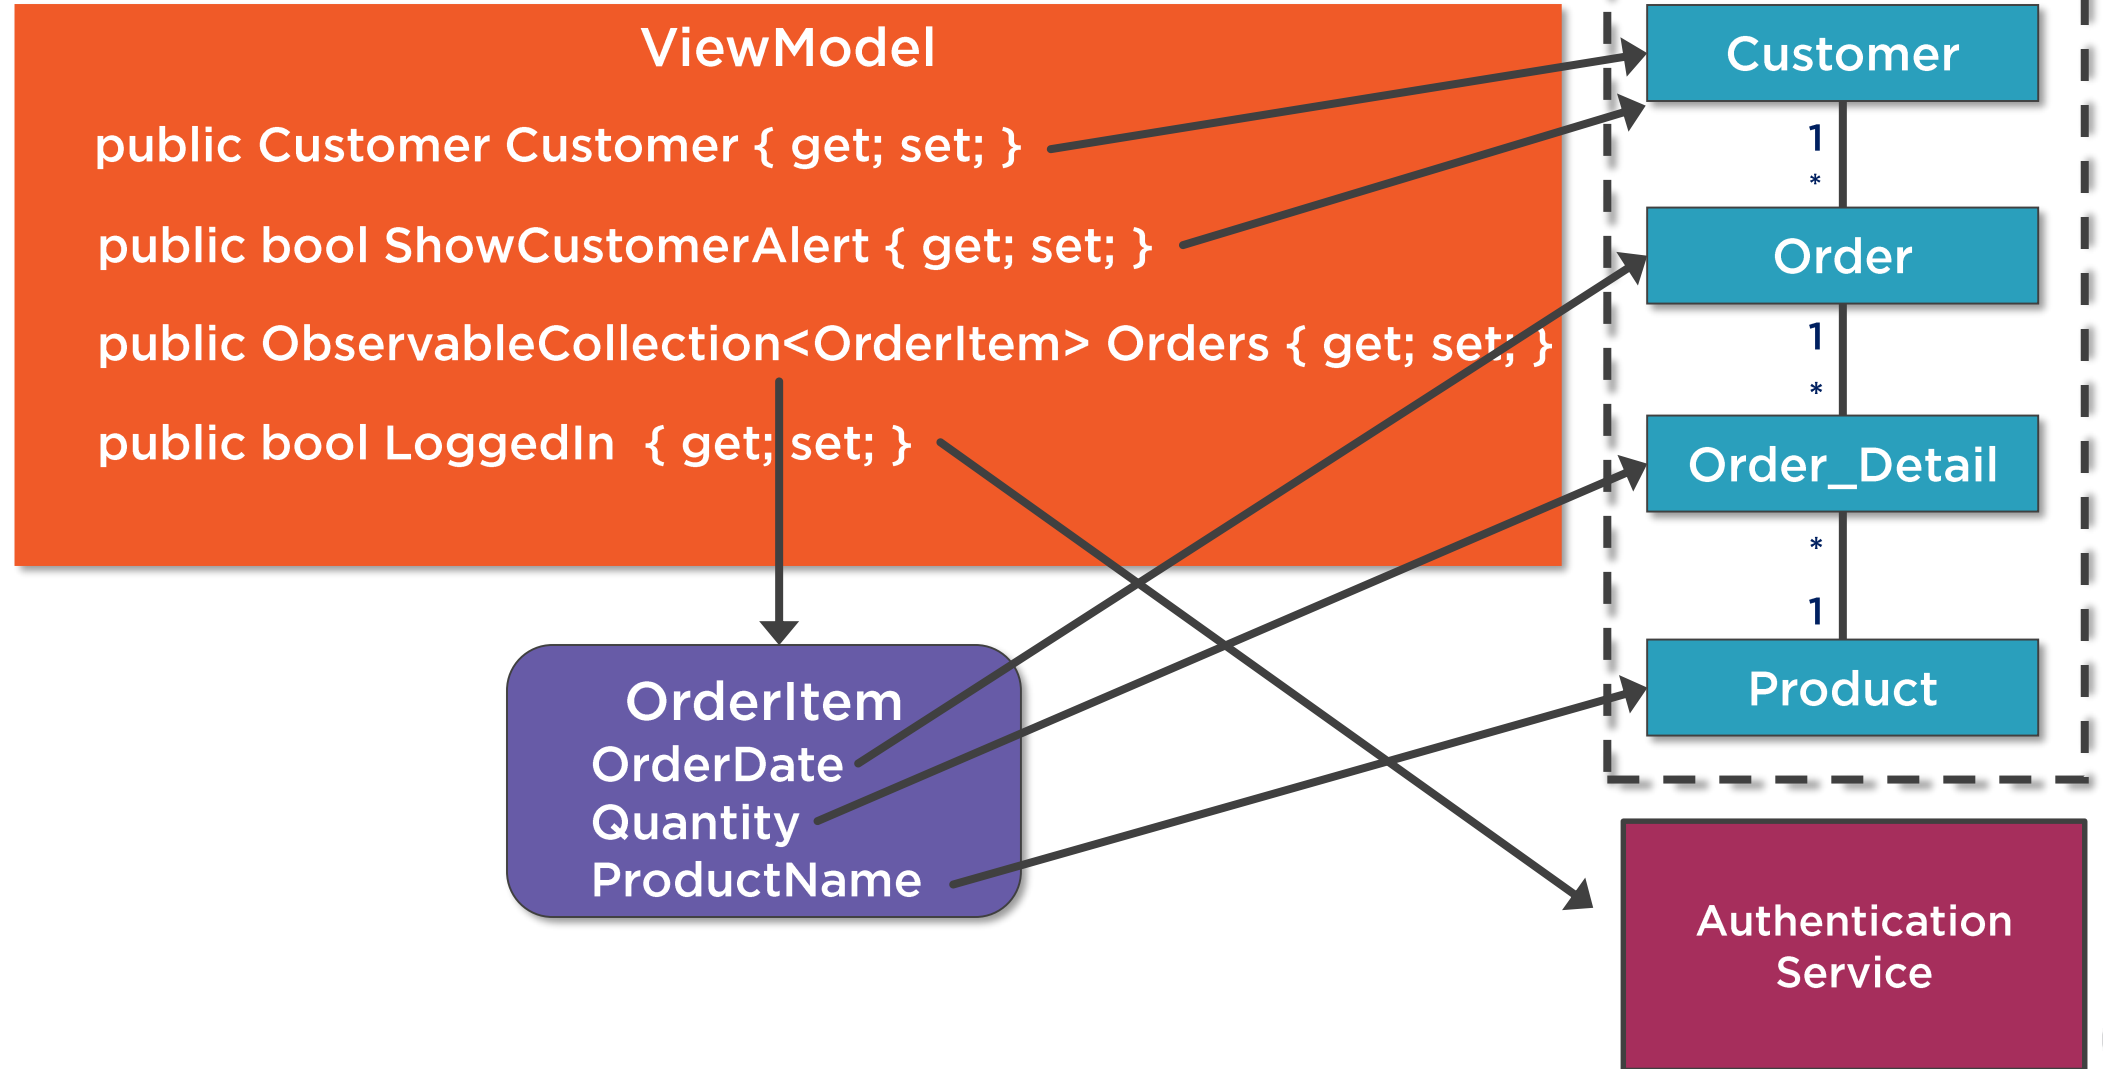 ViewModel
public Customer Customer { get; set; }
public bool ShowCustomerAlert { get; set; }
public ObservableCollection<OrderItem> Orders { get; set; }
public bool LoggedIn { get; set; }
OrderItem
OrderDate
Quantity
ProductName
Customer
1
*
Order
1
*
Order_Detail
*
1
Product
Authentication
Service